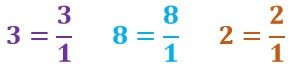 3 = 3/1   8 = 8/1   2 = 2/1